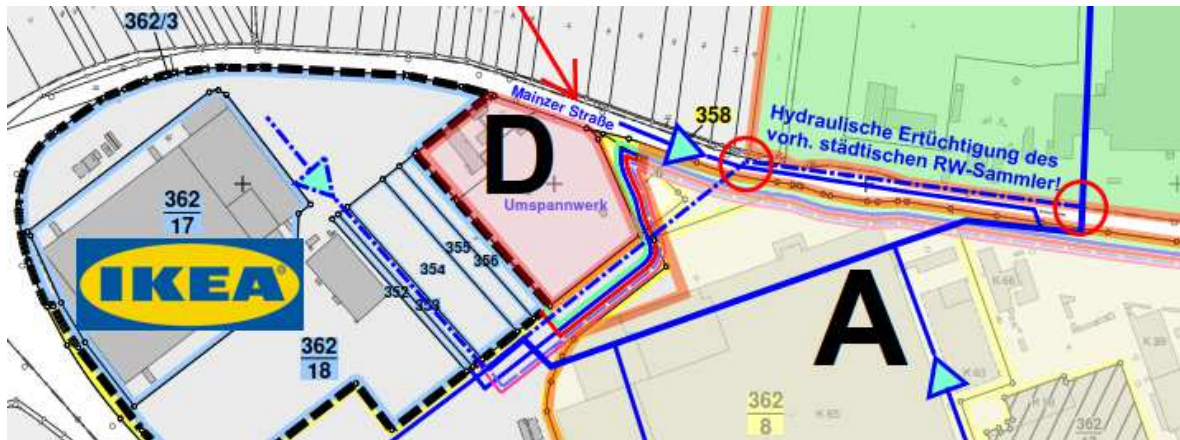 362/3
Mainzer Straße
358
Hydraulische Ertüchtigung des
vorh. städtischen RW-Sammler!
D
Umspannwerk
362
17
IKEA
®
355
356
354
352
353
362
18
A
K 66
K 63
K 65
362
8
362